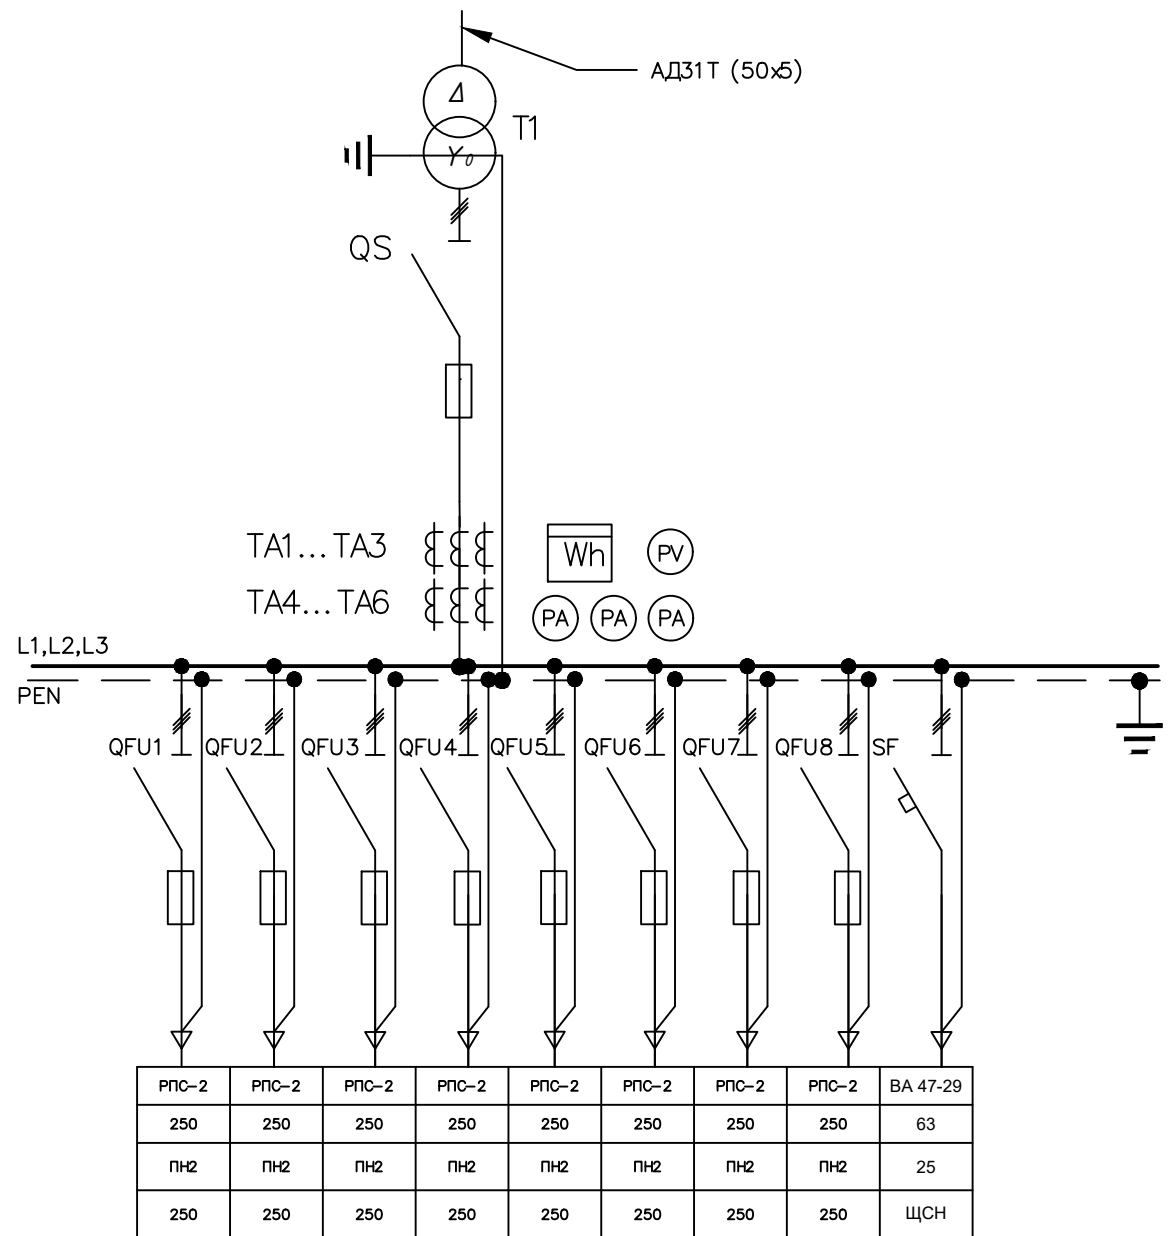 АД31Т (50х5)
Δ
T1
Y0
QS
TA1...TA3
Wh
PV
TA4...TA6
PA PA PA
L1,L2,L3
PEN
QFU1 QFU2 QFU3 QFU4 QFU5 QFU6 QFU7 QFU8 SF
РПС-2 РПС-2 РПС-2 РПС-2 РПС-2 РПС-2 РПС-2 РПС-2 ВА 47-29
250 250 250 250 250 250 250 250 63
ПН2 ПН2 ПН2 ПН2 ПН2 ПН2 ПН2 ПН2 25
250 250 250 250 250 250 250 250 ЩСН